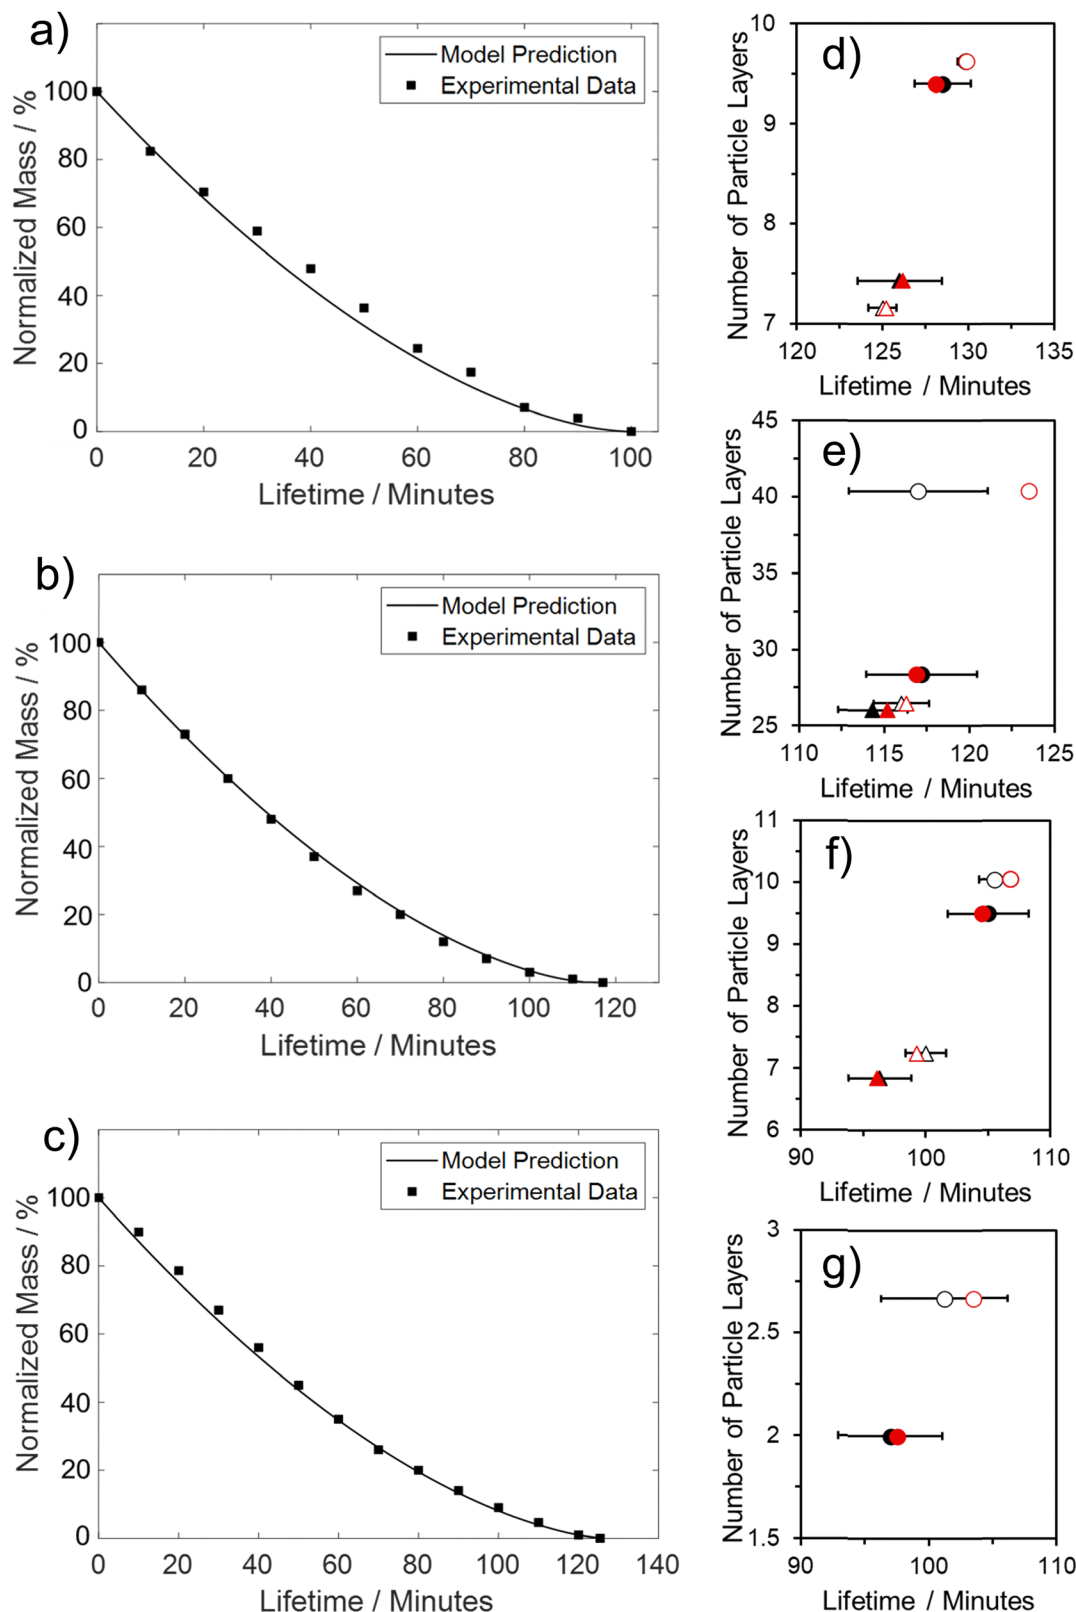 a)
Model Prediction
Experimental Data
Normalized Mass / %
100
80
60
40
20
0
0 20 40 60 80 100
Lifetime / Minutes
b)
Model Prediction
Experimental Data
Normalized Mass / %
100
80
60
40
20
0
0 20 40 60 80 100 120
Lifetime / Minutes
c)
Model Prediction
Experimental Data
Normalized Mass / %
100
80
60
40
20
0
0 20 40 60 80 100 120 140
Lifetime / Minutes
d)
Number of Particle Layers
10
9
8
7
120 125 130 135
Lifetime / Minutes
e)
Number of Particle Layers
45
40
35
30
25
110 115 120 125
Lifetime / Minutes
f)
Number of Particle Layers
11
10
9
8
7
6
90 100 110
Lifetime / Minutes
g)
Number of Particle Layers
3
2.5
2
1.5
90 100 110
Lifetime / Minutes